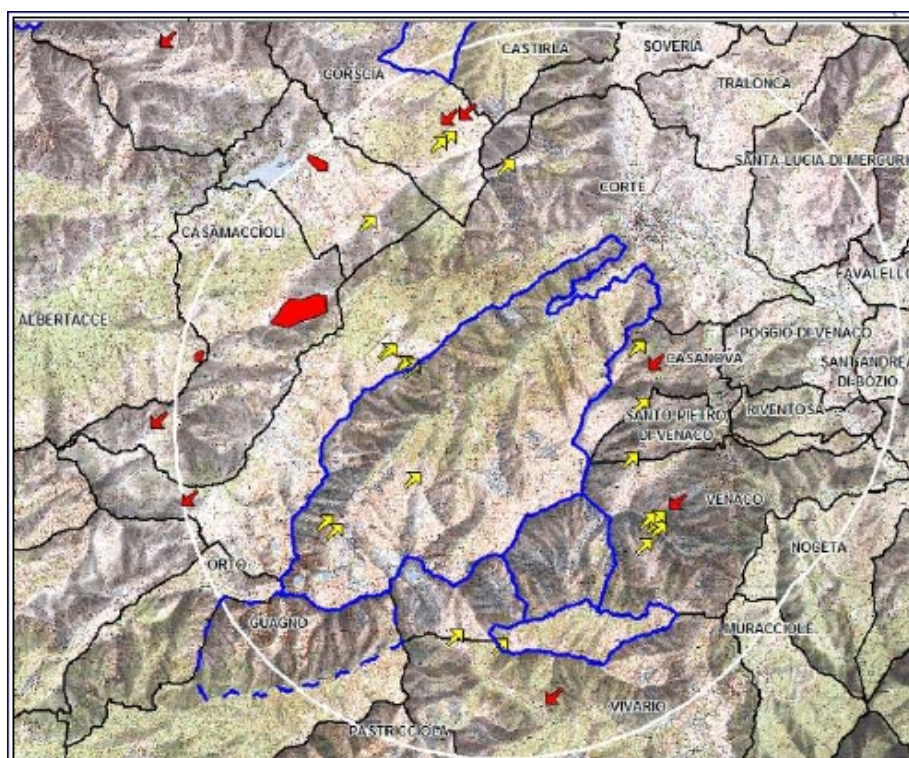 CASTIRLA
SOVERIA
CORSCIA
TRALONCA
SANTA-LUCIA-DI-MERCURI
CORTE
CASAMACCIOLI
FAVALELLO
ALBERTACCE
POGGIO-DI-VENACO
CASANOVA
SANT-ANDREA
DI-BOZIO
SANTO-PIETRO
DI-VENACO
RIVENTOSA
VENACO
NOCETA
ORTO
GUAGNO
MURACCIOLE
VIVARIO
PASTRICCIOLA